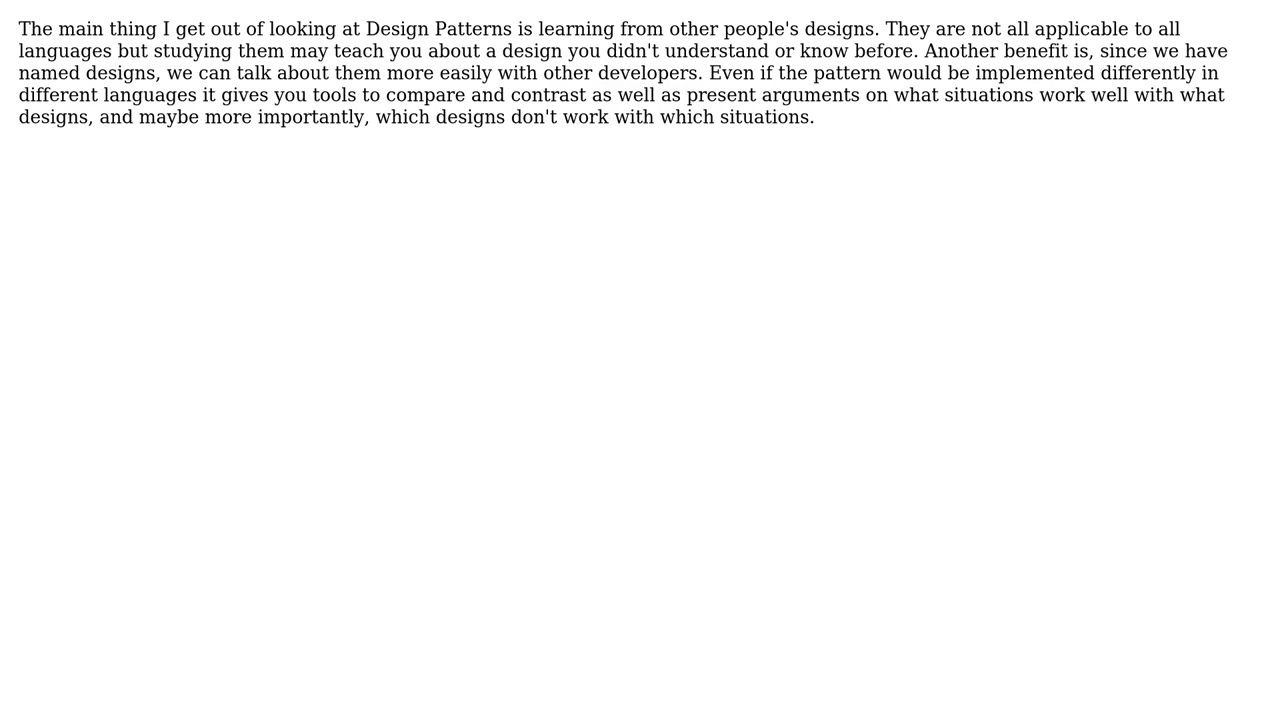 The main thing I get out of looking at Design Patterns is learning from other people's designs. They are not all applicable to all
languages but studying them may teach you about a design you didn't understand or know before. Another benefit is, since we have
named designs, we can talk about them more easily with other developers. Even if the pattern would be implemented differently in
different languages it gives you tools to compare and contrast as well as present arguments on what situations work well with what
designs, and maybe more importantly, which designs don't work with which situations.